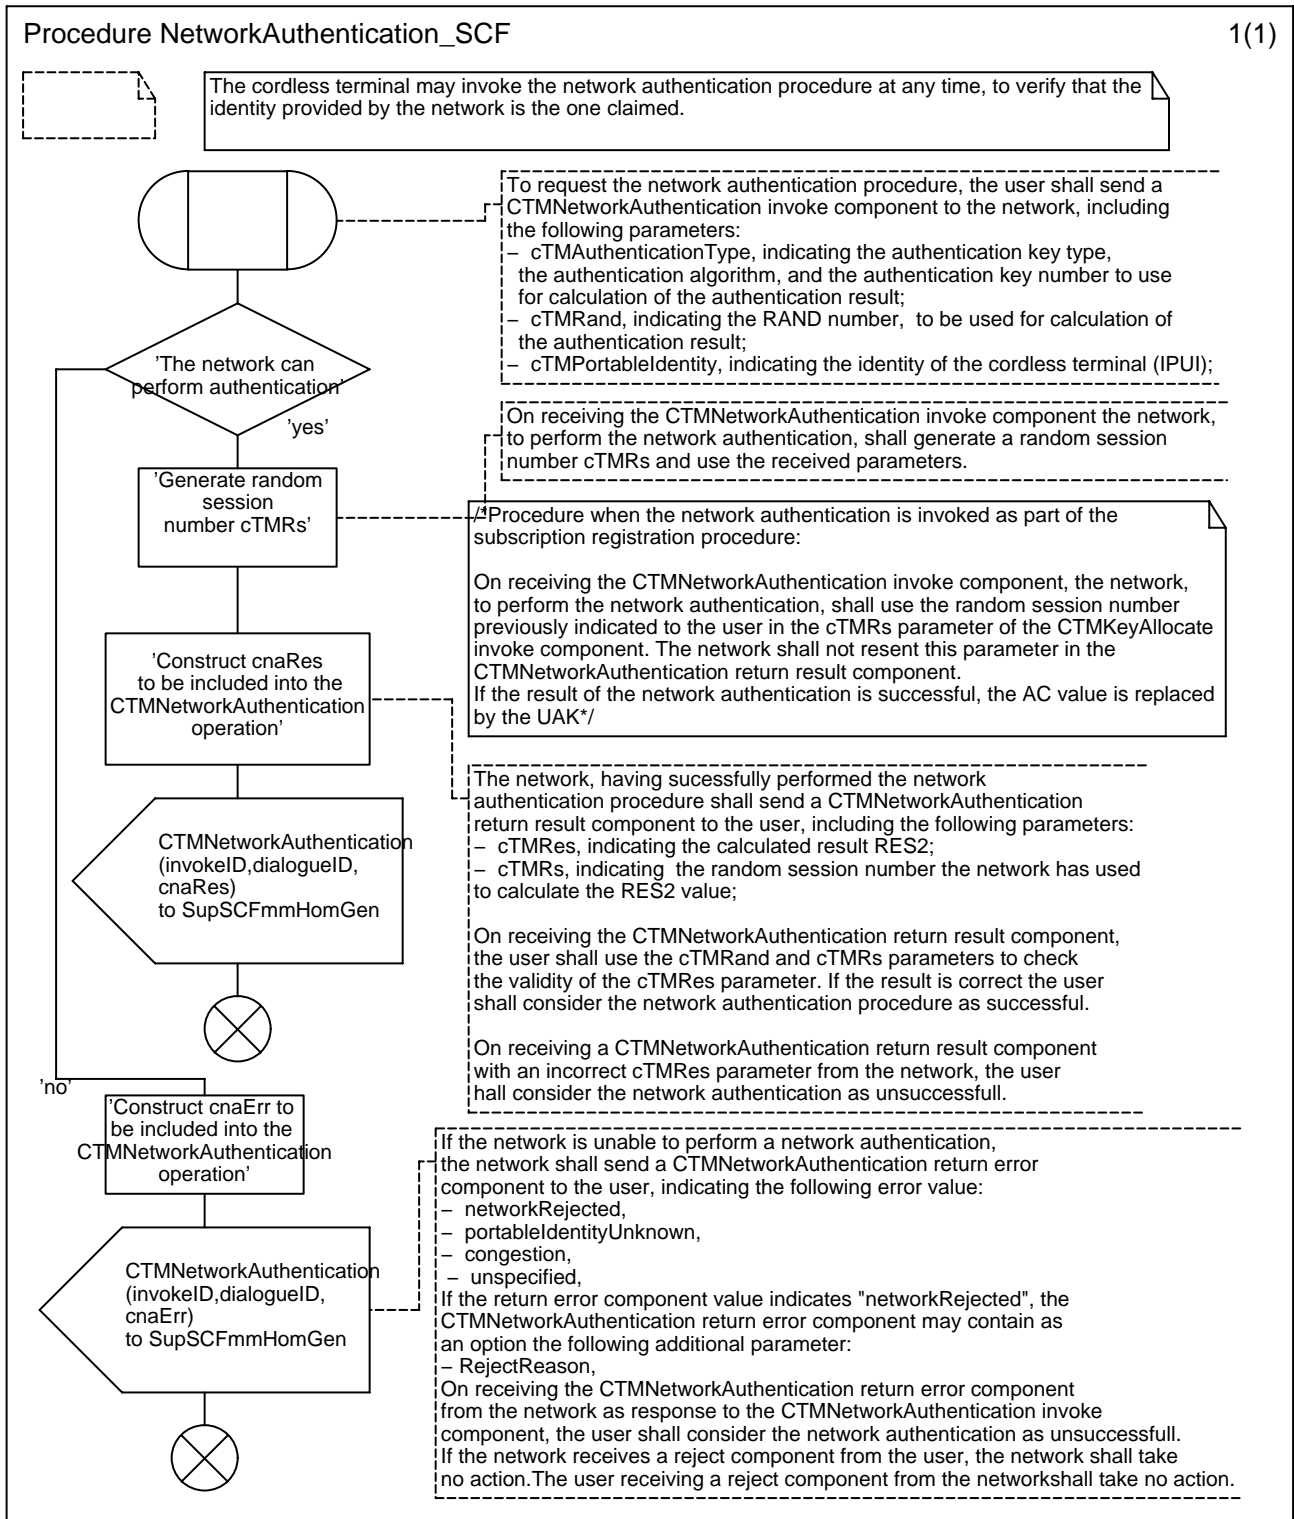 Procedure NetworkAuthentication_SCF
1(1)
The cordless terminal may invoke the network authentication procedure at any time, to verify that the
identity provided by the network is the one claimed.
To request the network authentication procedure, the user shall send a
CTMNetworkAuthentication invoke component to the network, including
the following parameters:
– cTMAuthenticationType, indicating the authentication key type,
the authentication algorithm, and the authentication key number to use
for calculation of the authentication result;
– cTMRand, indicating the RAND number, to be used for calculation of
the authentication result;
– cTMPortableIdentity, indicating the identity of the cordless terminal (IPUI);
'The network can
perform authentication'
'yes'
On receiving the CTMNetworkAuthentication invoke component the network,
to perform the network authentication, shall generate a random session
number cTMRs and use the received parameters.
'Generate random
session
number cTMRs'
/*Procedure when the network authentication is invoked as part of the
subscription registration procedure:
On receiving the CTMNetworkAuthentication invoke component, the network,
to perform the network authentication, shall use the random session number
previously indicated to the user in the cTMRs parameter of the CTMKeyAllocate
invoke component. The network shall not resent this parameter in the
CTMNetworkAuthentication return result component.
If the result of the network authentication is successful, the AC value is replaced
by the UAK*/
'Construct cnaRes
to be included into the
CTMNetworkAuthentication
operation'
The network, having sucessfully performed the network
authentication procedure shall send a CTMNetworkAuthentication
return result component to the user, including the following parameters:
– cTMRes, indicating the calculated result RES2;
– cTMRs, indicating the random session number the network has used
to calculate the RES2 value;
On receiving the CTMNetworkAuthentication return result component,
the user shall use the cTMRand and cTMRs parameters to check
the validity of the cTMRes parameter. If the result is correct the user
shall consider the network authentication procedure as successful.
On receiving a CTMNetworkAuthentication return result component
with an incorrect cTMRes parameter from the network, the user
hall consider the network authentication as unsuccessfull.
CTMNetworkAuthentication
(invokeID,dialogueID,
cnaRes)
to SupSCFmmHomGen
'no'
'Construct cnaErr to
be included into the
CTMNetworkAuthentication
operation'
If the network is unable to perform a network authentication,
the network shall send a CTMNetworkAuthentication return error
component to the user, indicating the following error value:
– networkRejected,
– portableIdentityUnknown,
– congestion,
– unspecified,
If the return error component value indicates "networkRejected", the
CTMNetworkAuthentication return error component may contain as
an option the following additional parameter:
– RejectReason,
On receiving the CTMNetworkAuthentication return error component
from the network as response to the CTMNetworkAuthentication invoke
component, the user shall consider the network authentication as unsuccessfull.
If the network receives a reject component from the user, the network shall take
no action.The user receiving a reject component from the networkshall take no action.
CTMNetworkAuthentication
(invokeID,dialogueID,
cnaErr)
to SupSCFmmHomGen